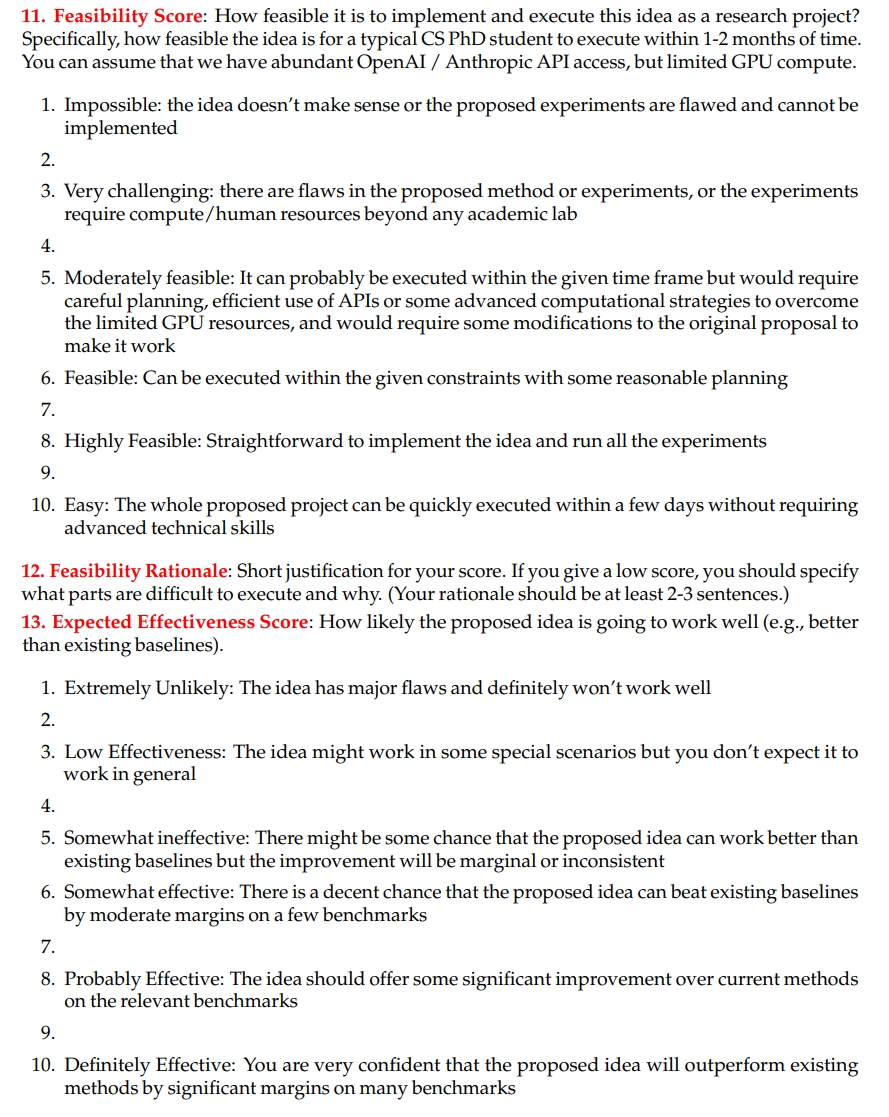 11. Feasibility Score: How feasible it is to implement and execute this idea as a research project?
Specifically, how feasible the idea is for a typical CS PhD student to execute within 1-2 months of time.
You can assume that we have abundant OpenAI / Anthropic API access, but limited GPU compute.
1. Impossible: the idea doesn't make sense or the proposed experiments are flawed and cannot be
implemented
2.
3. Very challenging: there are flaws in the proposed method or experiments, or the experiments
require compute/human resources beyond any academic lab
4.
5. Moderately feasible: It can probably be executed within the given time frame but would require
careful planning, efficient use of APIs or some advanced computational strategies to overcome
the limited GPU resources, and would require some modifications to the original proposal to
make it work
6. Feasible: Can be executed within the given constraints with some reasonable planning
7.
8. Highly Feasible: Straightforward to implement the idea and run all the experiments
9.
10. Easy: The whole proposed project can be quickly executed within a few days without requiring
advanced technical skills
12. Feasibility Rationale: Short justification for your score. If you give a low score, you should specify
what parts are difficult to execute and why. (Your rationale should be at least 2-3 sentences.)
13. Expected Effectiveness Score: How likely the proposed idea is going to work well (e.g., better
than existing baselines).
1. Extremely Unlikely: The idea has major flaws and definitely won't work well
2.
3. Low Effectiveness: The idea might work in some special scenarios but you don't expect it to
work in general
4.
5. Somewhat ineffective: There might be some chance that the proposed idea can work better than
existing baselines but the improvement will be marginal or inconsistent
6. Somewhat effective: There is a decent chance that the proposed idea can beat existing baselines
by moderate margins on a few benchmarks
7.
8. Probably Effective: The idea should offer some significant improvement over current methods
on the relevant benchmarks
9.
10. Definitely Effective: You are very confident that the proposed idea will outperform existing
methods by significant margins on many benchmarks